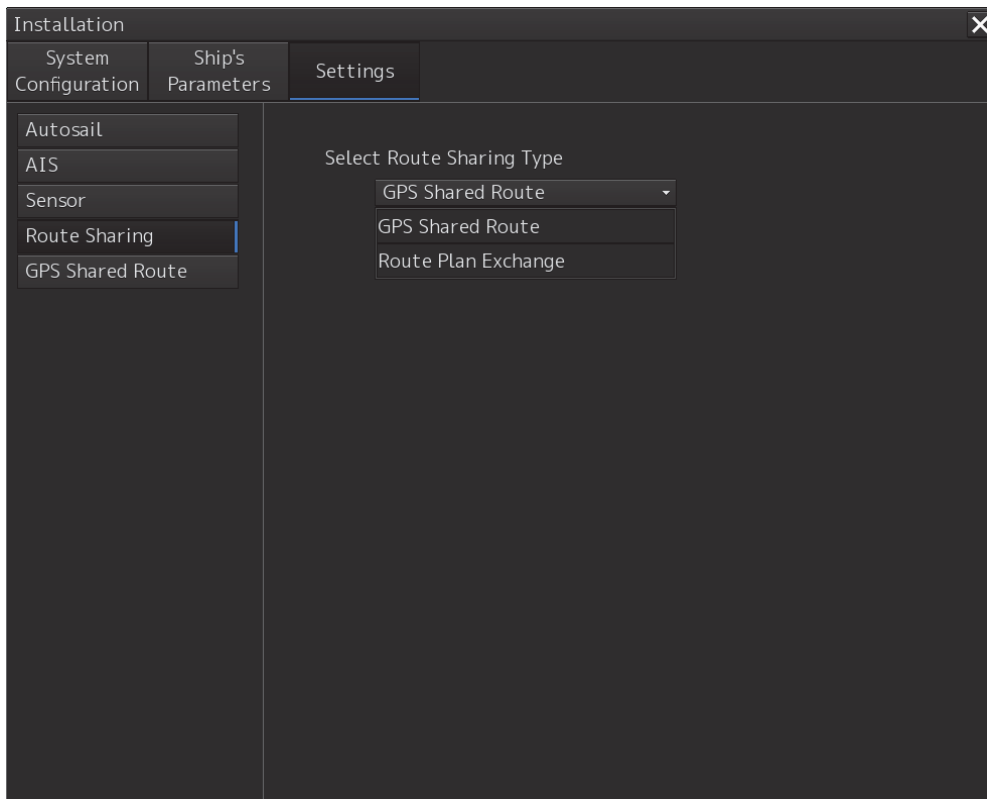 Installation
System
Configuration
Ship's
Parameters
Settings
Autosail
AIS
Sensor
Route Sharing
GPS Shared Route
Select Route Sharing Type
GPS Shared Route
GPS Shared Route
Route Plan Exchange